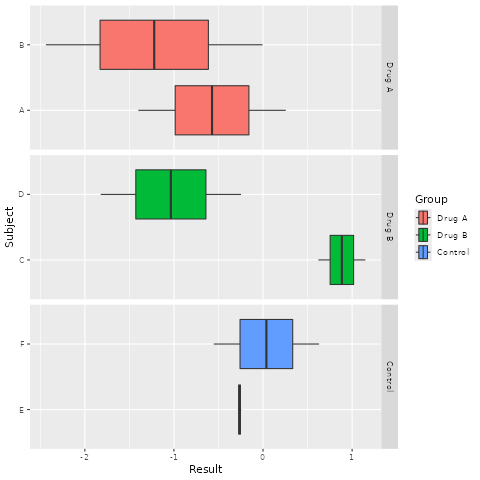 B
A
Drug A
D
C
Drug B
F
E
Control
Subject
-2
-1
0
1
Result
Group
Drug A
Drug B
Control